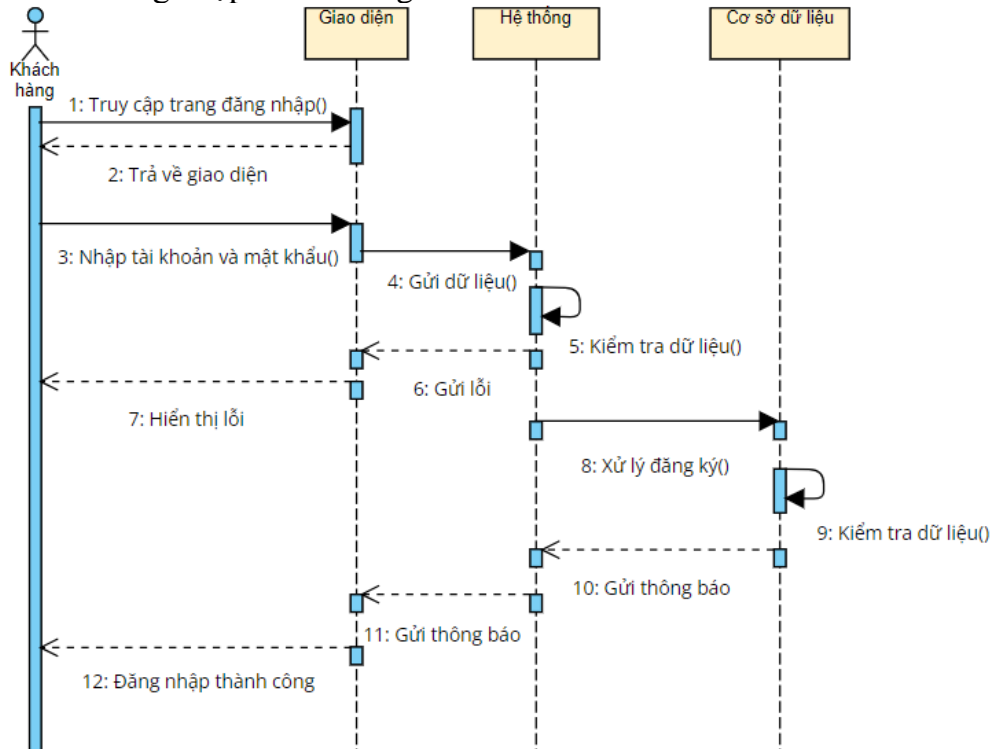 Giao diện
Hệ thống
Cơ sở dữ liệu
Khách
hàng
1: Truy cập trang đăng nhập()
2: Trả về giao diện
3: Nhập tài khoản và mật khẩu()
4: Gửi dữ liệu()
5: Kiểm tra dữ liệu()
6: Gửi lỗi
7: Hiển thị lỗi
8: Xử lý đăng ký()
9: Kiểm tra dữ liệu()
10: Gửi thông báo
11: Gửi thông báo
12: Đăng nhập thành công